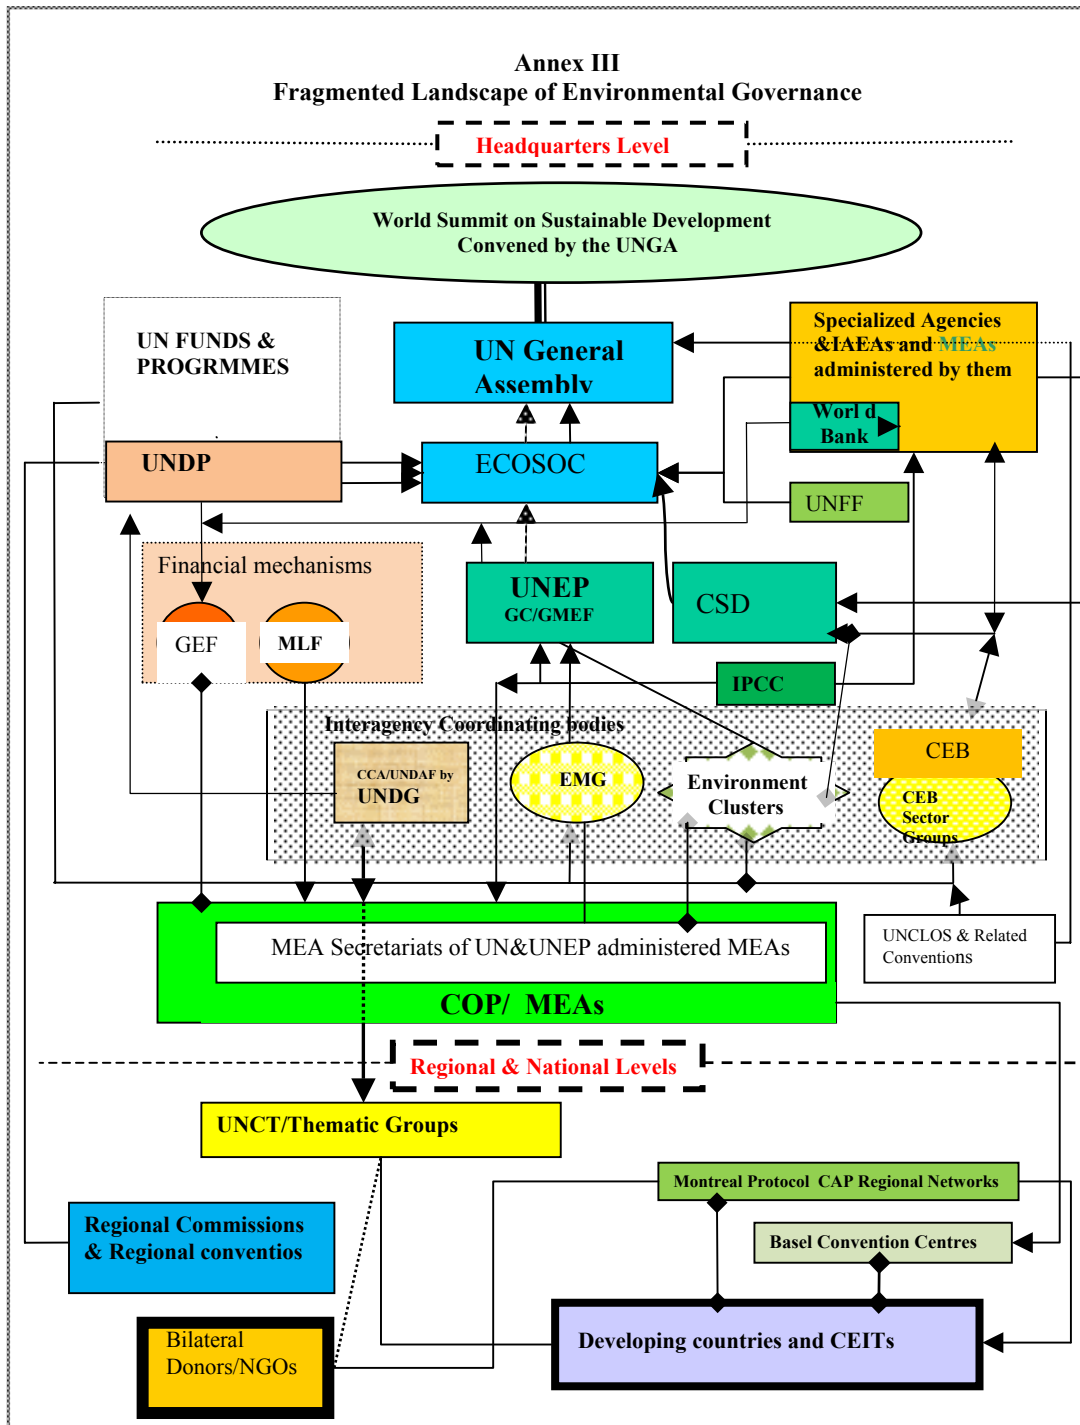 Annex III
Fragmented Landscape of Environmental Governance
Headquarters Level
World Summit on Sustainable Development
Convened by the UNGA
UN FUNDS &
PROGRMMES
UN General
Assembly
Specialized Agencies
&IAEAs and MEAs
administered by them
Worl d
Bank
UNDP
ECOSOC
UNFF
Financial mechanisms
GEF
MLF
UNEP
GC/GMEF
CSD
IPCC
Interagency Coordinating bodies
CCA/UNDAF by
UNDG
EMG
Environment
Clusters
CEB
CEB
Sector
Groups
MEA Secretariats of UN&UNEP administered MEAs
COP/ MEAs
UNCLOS & Related
Conventions
Regional & National Levels
UNCT/Thematic Groups
Montreal Protocol CAP Regional Networks
Regional Commissions
& Regional conventios
Basel Convention Centres
Bilateral
Donors/NGOs
Developing countries and CEITs